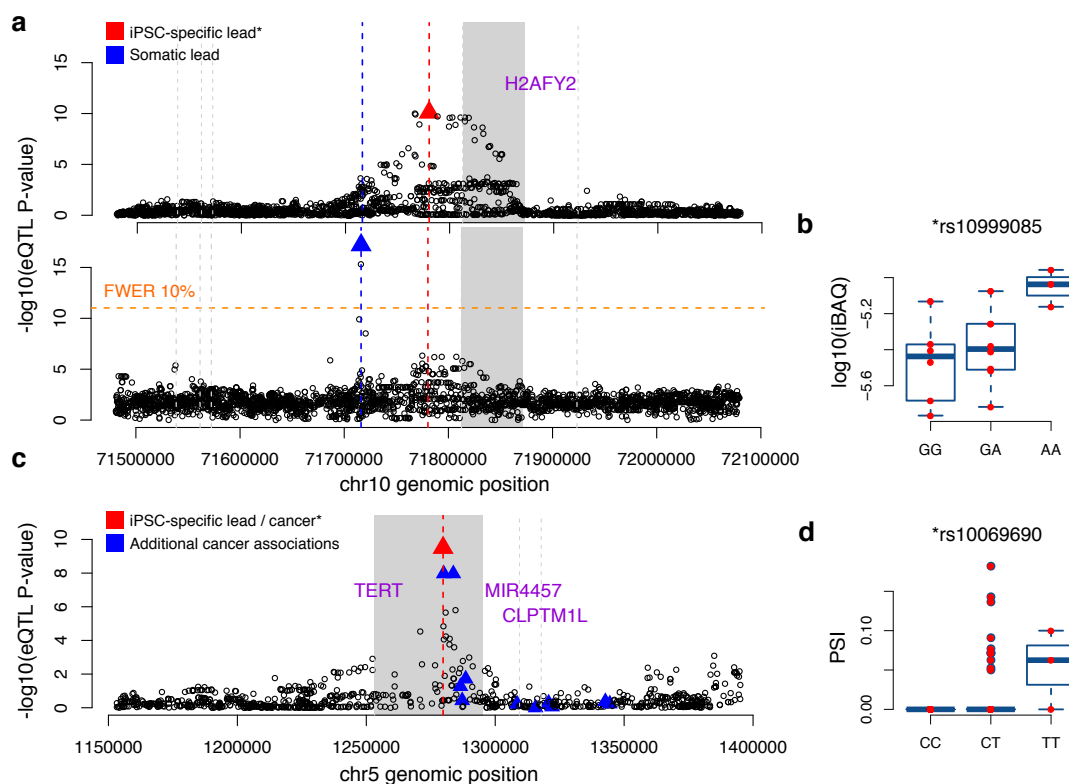 a
iPSC-specific lead*
Somatic lead
H2AFY2
15
10
5
0
-log10(eQTL P-value)
FWER 10%
15
10
5
0
71500000 71600000 71700000 71800000 71900000 72000000 72100000
chr10 genomic position
b
*rs10999085
log10(iBAQ)
−5.2
−5.6
GG GA AA
c
iPSC-specific lead / cancer*
Additional cancer associations
TERT
MIR4457
CLPTM1L
10
8
6
4
2
0
-log10(eQTL P-value)
1150000 1200000 1250000 1300000 1350000 1400000
chr5 genomic position
d
*rs10069690
PSI
0.10
0.00
CC CT TT